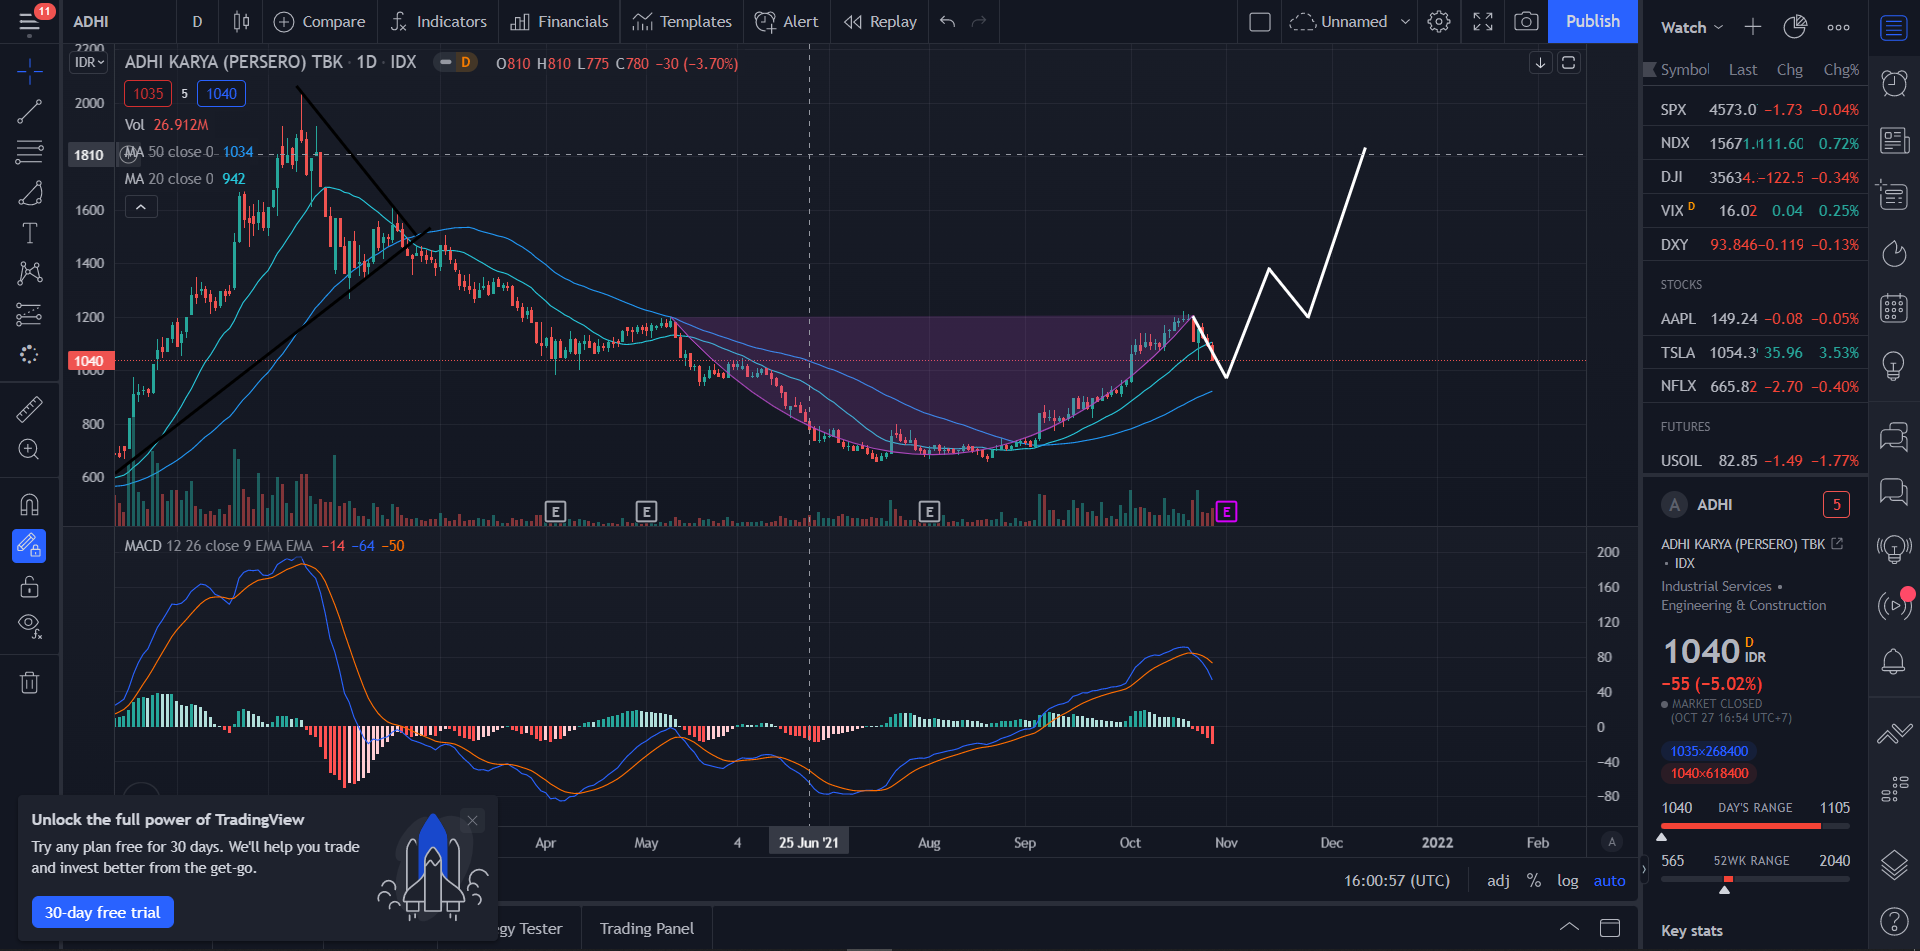 11
ADHI
D
Compare
Indicators
Financials
Templates
Alert
Replay
Unnamed
Publish
2200
IDR
ADHI KARYA (PERSERO) TBK · 1D · IDX
D
O810 H810 L775 C780 −30 (−3.70%)
1035 5 1040
Vol 26.912M
MA 50 close 0 1034
MA 20 close 0 942
2000
1810
1600
1400
1200
1040
1000
800
600
E
E
E
E
MACD 12 26 close 9 EMA EMA −14 −64 −50
200
160
120
80
40
0
−40
−80
Apr
May
4
25 Jun '21
Aug
Sep
Oct
Nov
Dec
2022
Feb
A
16:00:57 (UTC)
adj % log auto
Unlock the full power of TradingView
Try any plan free for 30 days. We'll help you trade
and invest better from the get-go.
30-day free trial
egy Tester
Trading Panel
Watch
Symbol Last Chg Chg%
SPX 4573.0 −1.73 −0.04%
NDX 15671. 111.60 0.72%
DJI 35634. −122.5 −0.34%
VIX D 16.02 0.04 0.25%
DXY 93.846 −0.119 −0.13%
STOCKS
AAPL 149.24 −0.08 −0.05%
TSLA 1054.3 35.96 3.53%
NFLX 665.82 −2.70 −0.40%
FUTURES
USOIL 82.85 −1.49 −1.77%
A ADHI 5
ADHI KARYA (PERSERO) TBK
• IDX
Industrial Services •
Engineering & Construction
1040 D IDR
−55 (−5.02%)
MARKET CLOSED
(OCT 27 16:54 UTC+7)
1035×268400
1040×618400
1040 DAY'S RANGE 1105
565 52WK RANGE 2040
Key stats